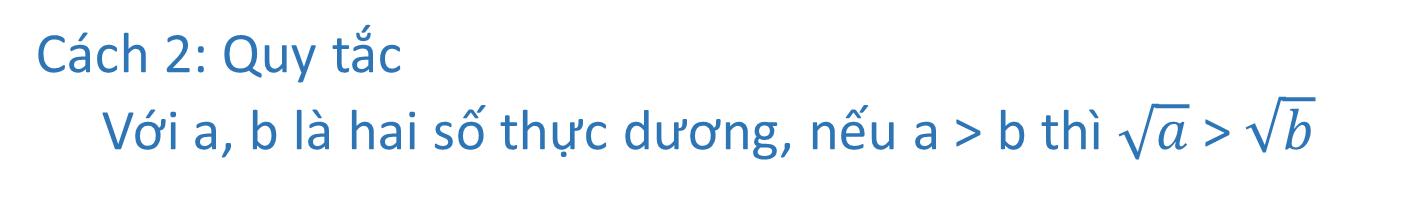 Cách 2: Quy tắc
Với a, b là hai số thực dương, nếu a > b thì √a > √b